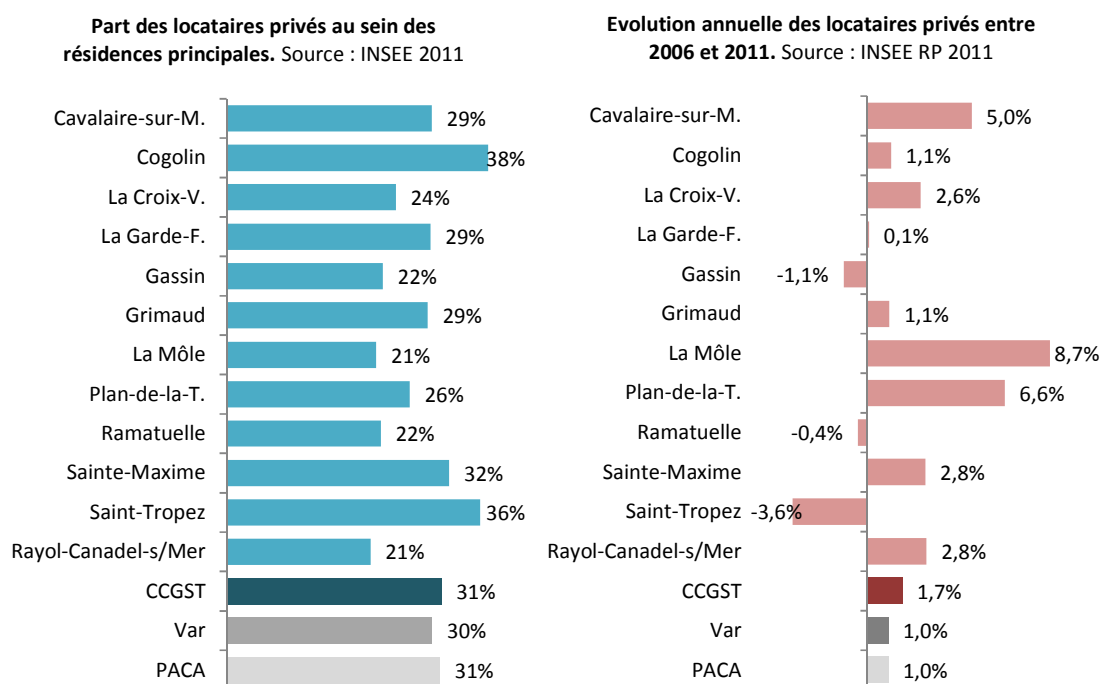 Part des locataires privés au sein des
résidences principales. Source : INSEE 2011
Cavalaire-sur-M. 29%
Cogolin 38%
La Croix-V. 24%
La Garde-F. 29%
Gassin 22%
Grimaud 29%
La Môle 21%
Plan-de-la-T. 26%
Ramatuelle 22%
Sainte-Maxime 32%
Saint-Tropez 36%
Rayol-Canadel-s/Mer 21%
CCGST 31%
Var 30%
PACA 31%
Evolution annuelle des locataires privés entre
2006 et 2011. Source : INSEE RP 2011
Cavalaire-sur-M. 5,0%
Cogolin 1,1%
La Croix-V. 2,6%
La Garde-F. 0,1%
Gassin -1,1%
Grimaud 1,1%
La Môle 8,7%
Plan-de-la-T. 6,6%
Ramatuelle -0,4%
Sainte-Maxime 2,8%
Saint-Tropez -3,6%
Rayol-Canadel-s/Mer 2,8%
CCGST 1,7%
Var 1,0%
PACA 1,0%